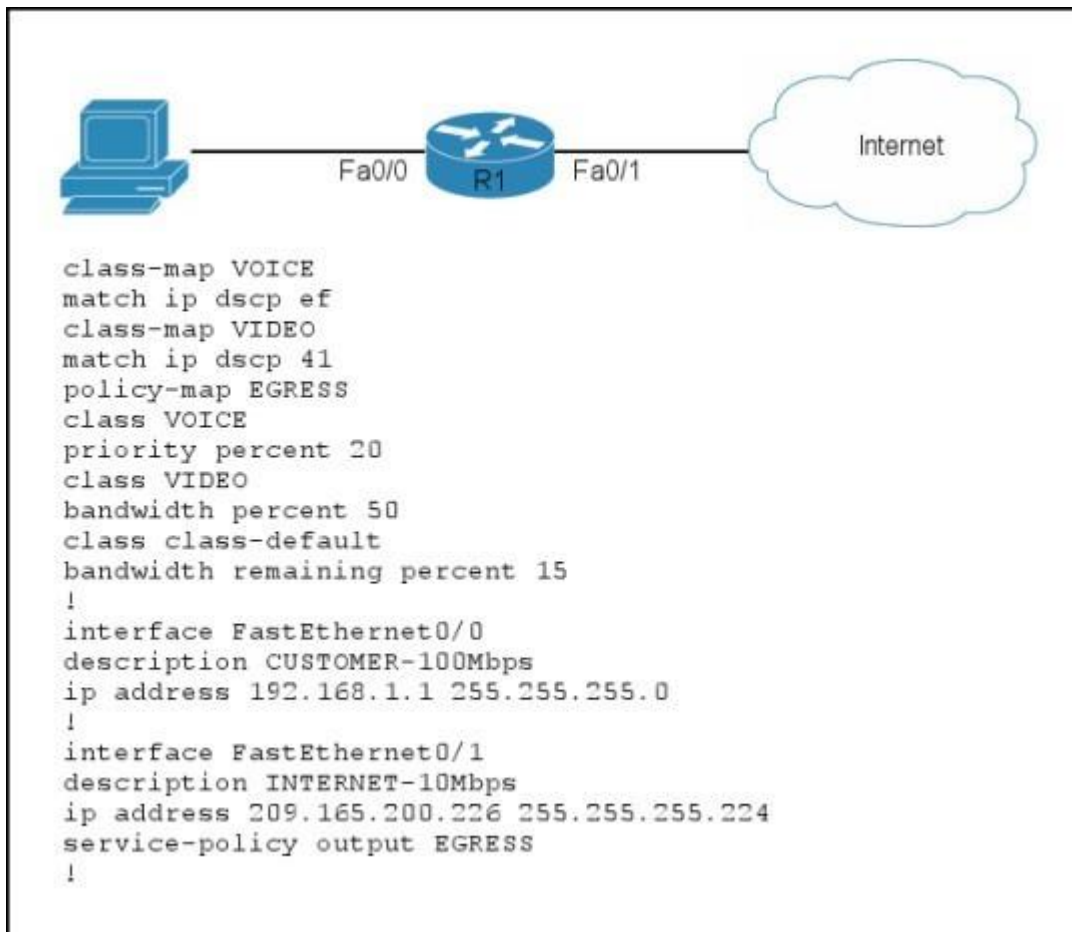 Fa0/0
R1
Fa0/1
Internet
class-map VOICE
match ip dscp ef
class-map VIDEO
match ip dscp 41
policy-map EGRESS
class VOICE
priority percent 20
class VIDEO
bandwidth percent 50
class class-default
bandwidth remaining percent 15
!
interface FastEthernet0/0
description CUSTOMER-100Mbps
ip address 192.168.1.1 255.255.255.0
!
interface FastEthernet0/1
description INTERNET-10Mbps
ip address 209.165.200.226 255.255.255.224
service-policy output EGRESS
!